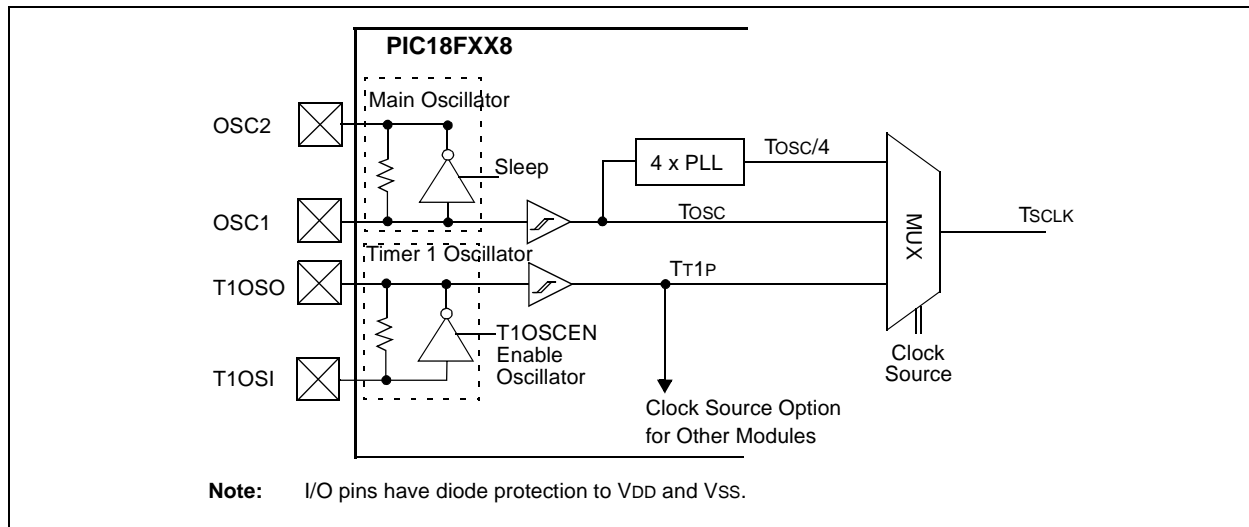 PIC18FXX8
Main Oscillator
OSC2
Sleep
4 x PLL
TOSC/4
OSC1
TOSC
MUX
TSCLK
Timer 1 Oscillator
T1OSO
TT1P
T1OSCEN
Enable
Oscillator
T1OSI
Clock
Source
Clock Source Option
for Other Modules
Note: I/O pins have diode protection to VDD and VSS.